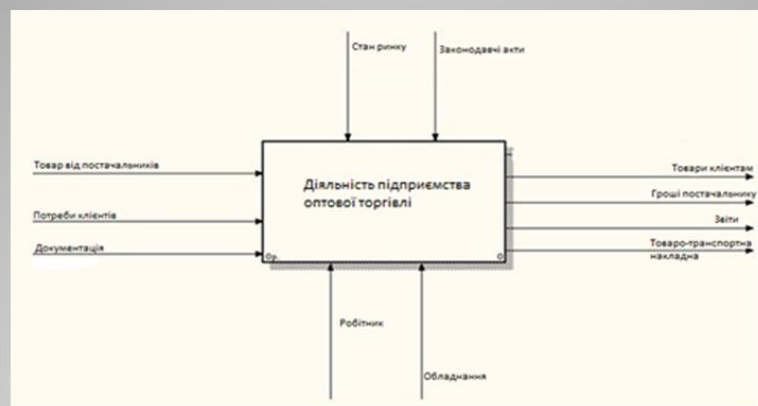 Стан ринку
Законодавчі акти
Товар від постачальників
Потреби клієнтів
Документація
Діяльність підприємства
оптової торгівлі
Товари клієнтам
Гроші постачальнику
Звіти
Товаро-транспортна
накладна
Робітник
Обладнання